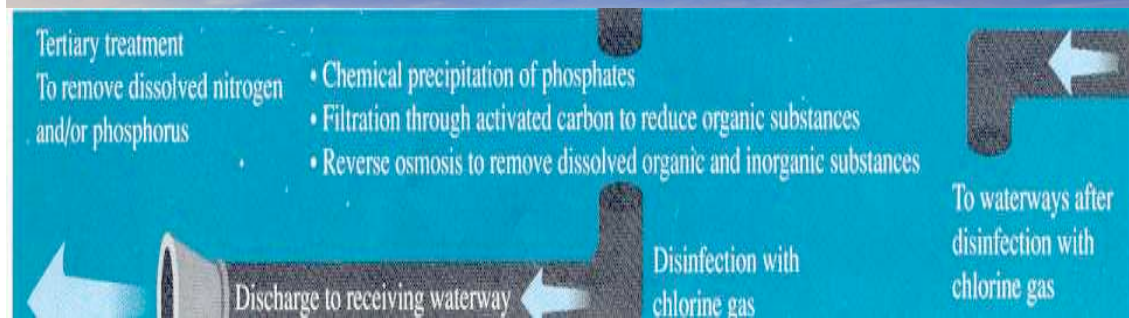 Tertiary treatment
To remove dissolved nitrogen
and/or phosphorus
• Chemical precipitation of phosphates
• Filtration through activated carbon to reduce organic substances
• Reverse osmosis to remove dissolved organic and inorganic substances
To waterways after
disinfection with
chlorine gas
Disinfection with
chlorine gas
Discharge to receiving waterway